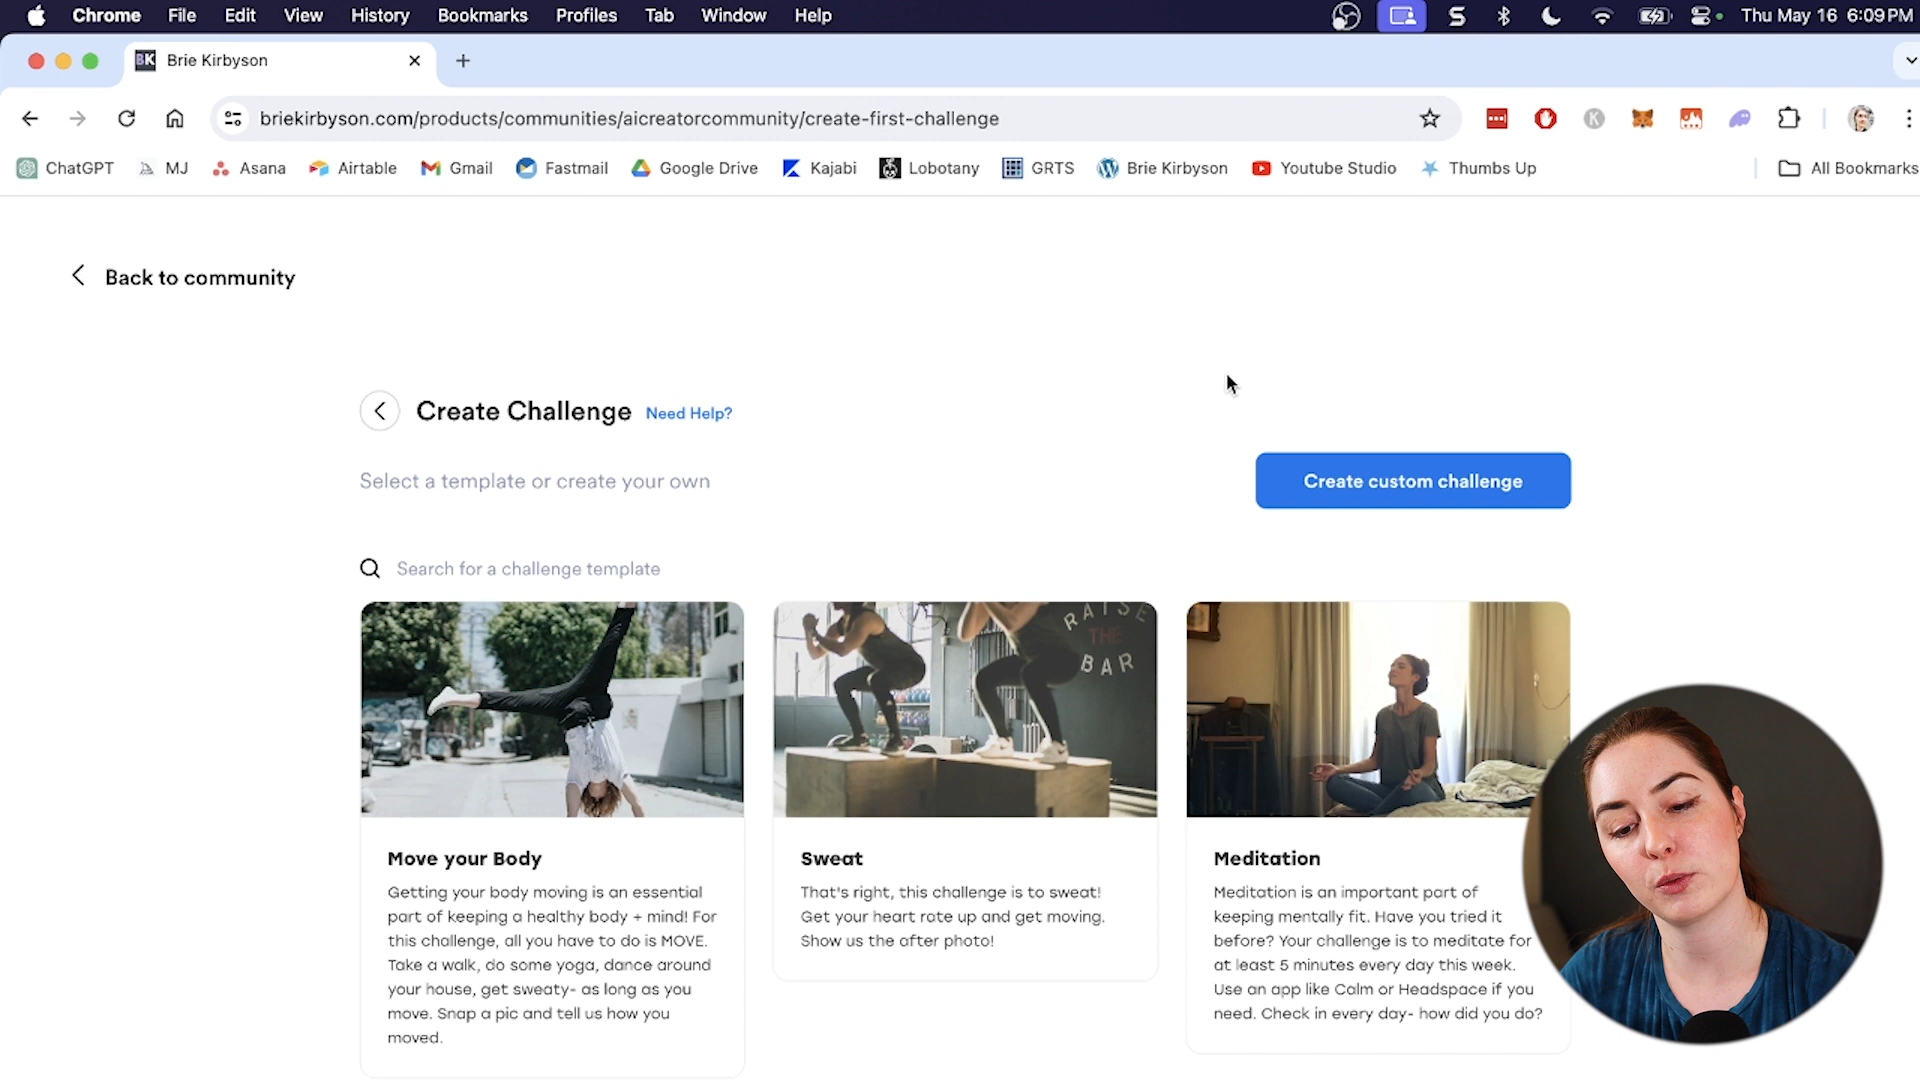 Chrome File Edit View History Bookmarks Profiles Tab Window Help Thu May 16 6:09 PM
BK Brie Kirbyson
briekirbyson.com/products/communities/aicreatorcommunity/create-first-challenge
K
ChatGPT MJ Asana Airtable Gmail Fastmail Google Drive Kajabi Lobotany GRTS Brie Kirbyson Youtube Studio Thumbs Up All Bookmarks
Back to community
Create Challenge Need Help?
Select a template or create your own
Create custom challenge
Search for a challenge template
RAISE
THE
BAR
Move your Body
Getting your body moving is an essential
part of keeping a healthy body + mind! For
this challenge, all you have to do is MOVE.
Take a walk, do some yoga, dance around
your house, get sweaty- as long as you
move. Snap a pic and tell us how you
moved.
Sweat
That's right, this challenge is to sweat!
Get your heart rate up and get moving.
Show us the after photo!
Meditation
Meditation is an important part of
keeping mentally fit. Have you tried it
before? Your challenge is to meditate for
at least 5 minutes every day this week.
Use an app like Calm or Headspace if you
need. Check in every day- how did you do?